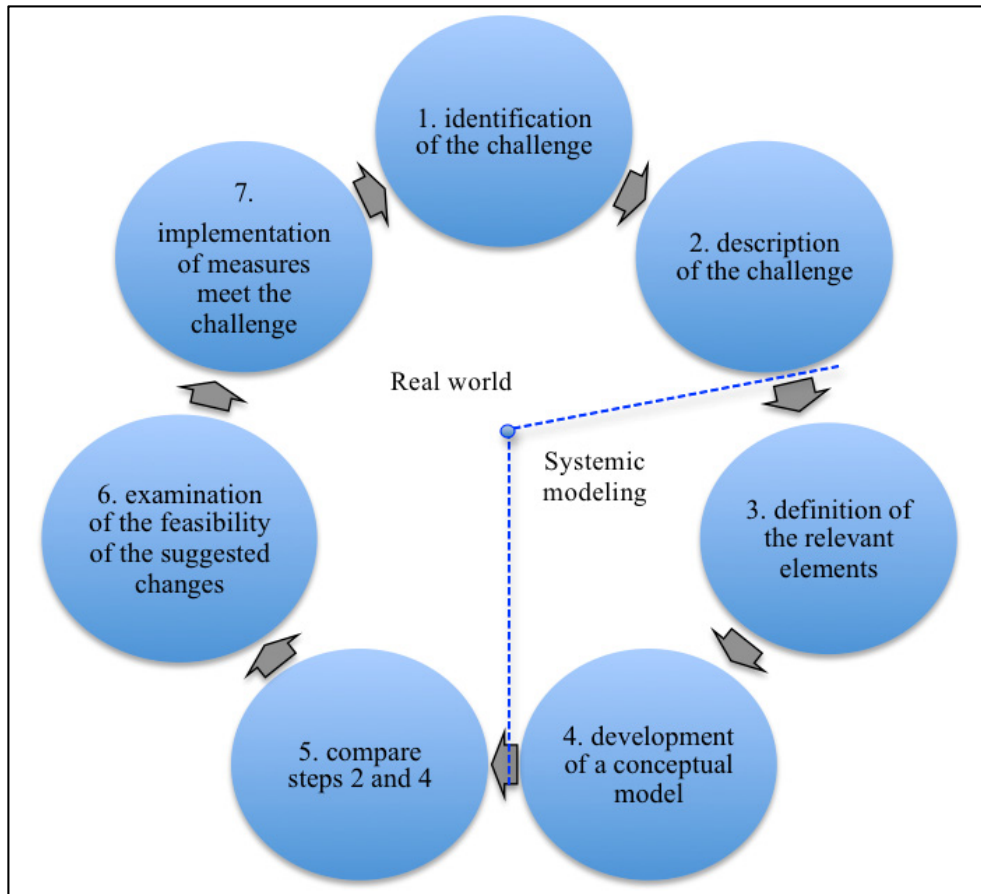 1. identification
of the challenge
2. description
of the challenge
3. definition of
the relevant
elements
4. development
of a conceptual
model
5. compare
steps 2 and 4
6. examination
of the feasibility
of the suggested
changes
7.
implementation
of measures
meet the
challenge
Real world
Systemic
modeling